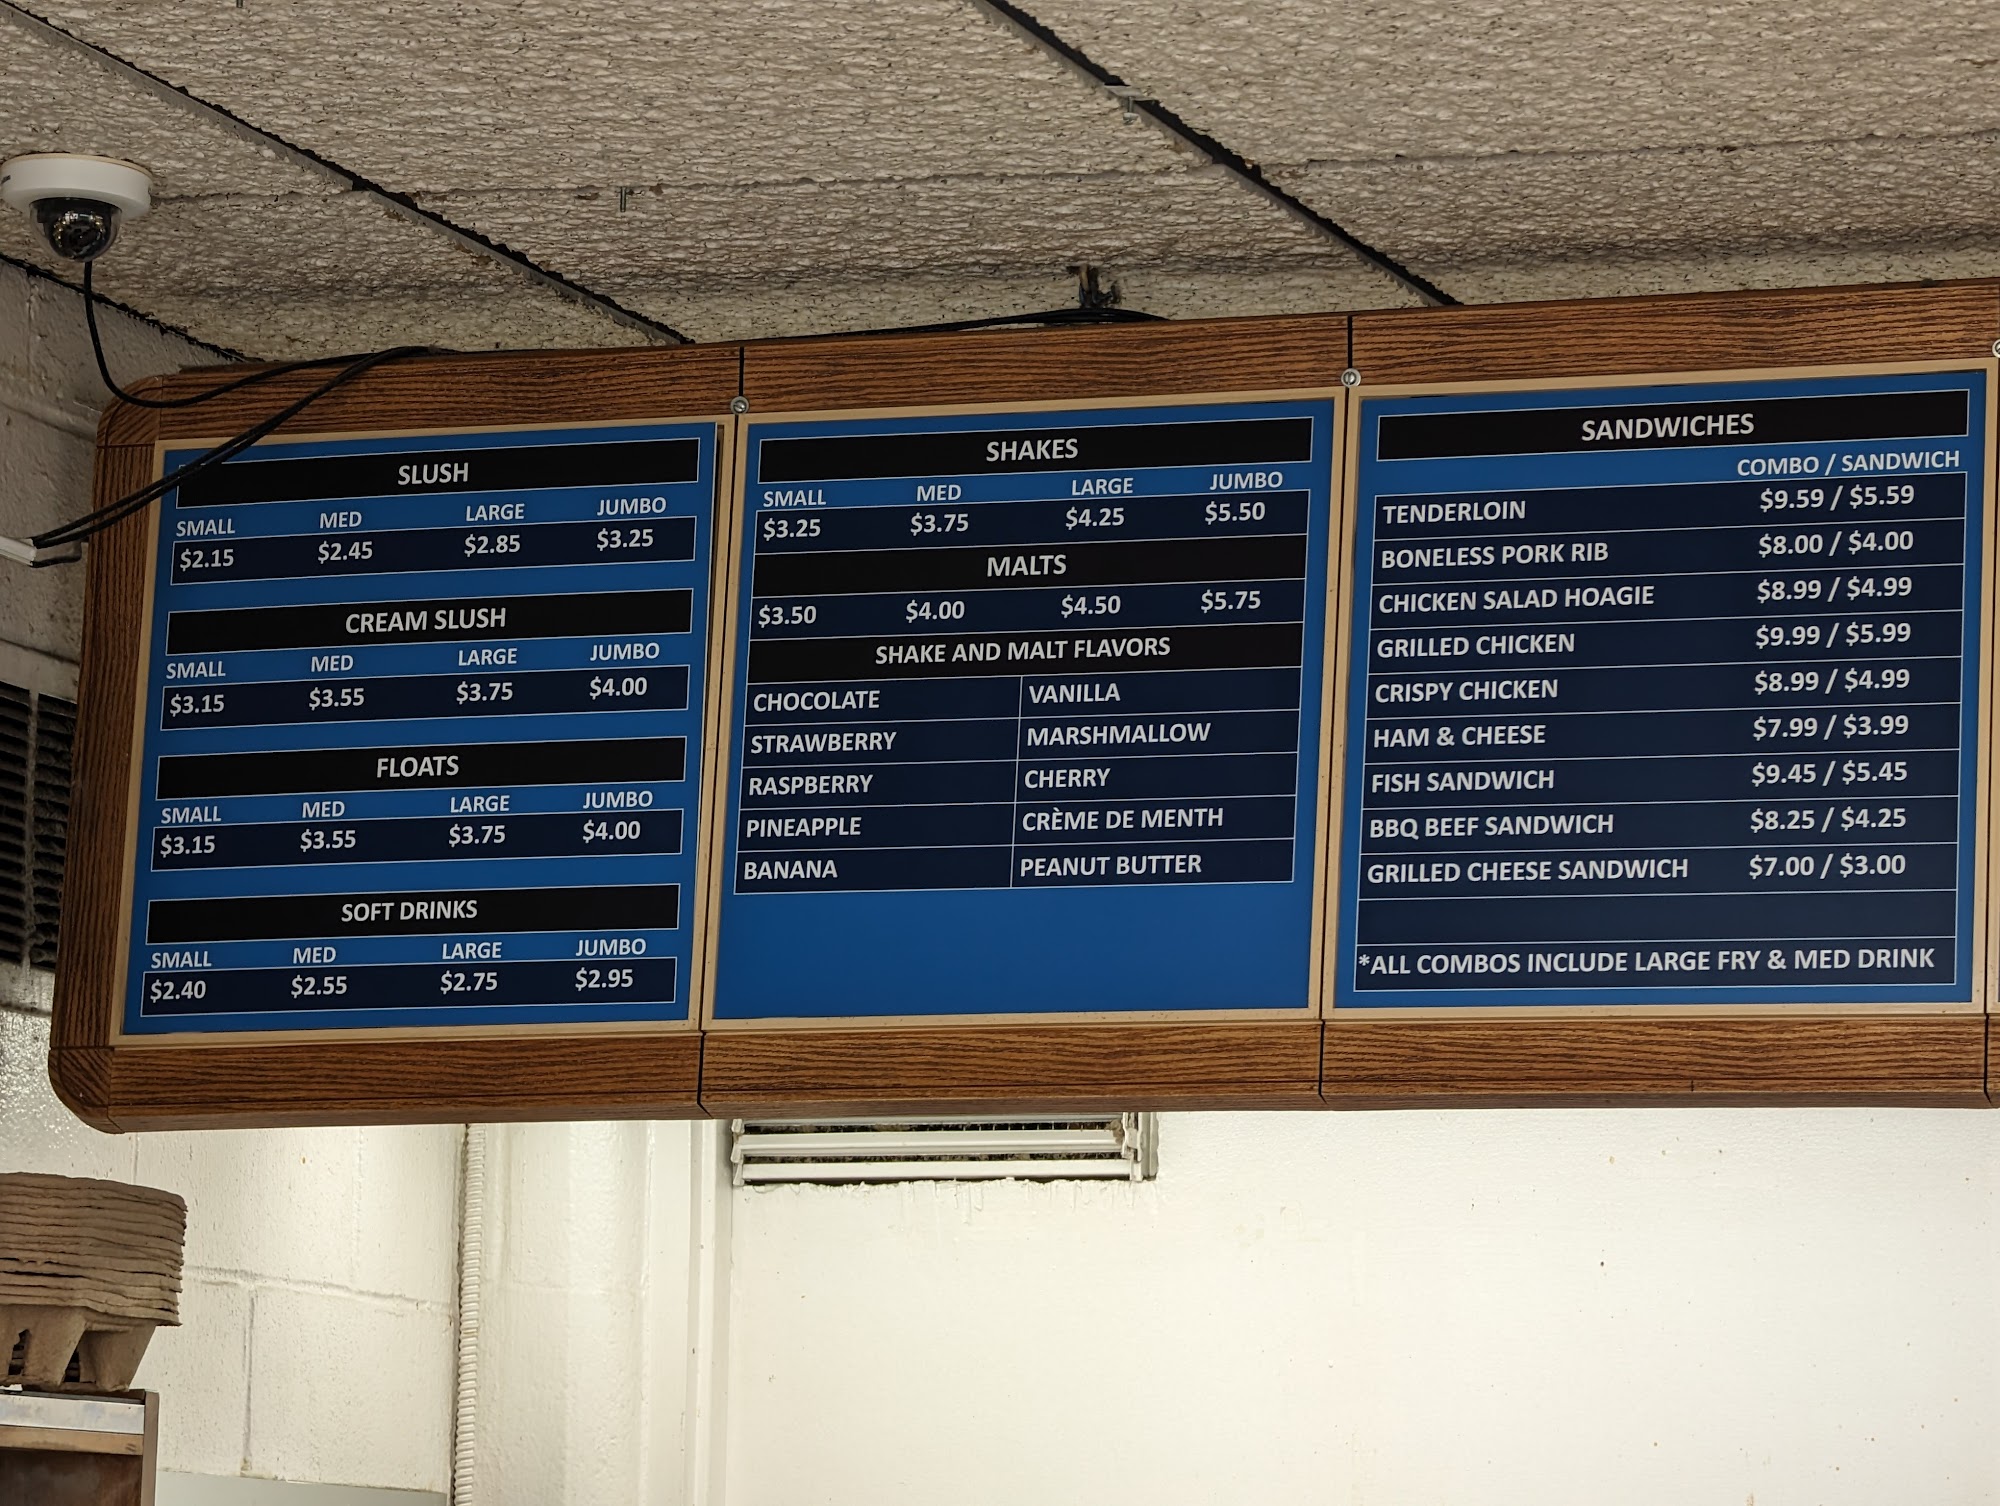 SLUSH
SMALL MED LARGE JUMBO
$2.15 $2.45 $2.85 $3.25
CREAM SLUSH
SMALL MED LARGE JUMBO
$3.15 $3.55 $3.75 $4.00
FLOATS
SMALL MED LARGE JUMBO
$3.15 $3.55 $3.75 $4.00
SOFT DRINKS
SMALL MED LARGE JUMBO
$2.40 $2.55 $2.75 $2.95
SHAKES
SMALL MED LARGE JUMBO
$3.25 $3.75 $4.25 $5.50
MALTS
$3.50 $4.00 $4.50 $5.75
SHAKE AND MALT FLAVORS
CHOCOLATE VANILLA
STRAWBERRY MARSHMALLOW
RASPBERRY CHERRY
PINEAPPLE CRÈME DE MENTH
BANANA PEANUT BUTTER
SANDWICHES
COMBO / SANDWICH
TENDERLOIN $9.59 / $5.59
BONELESS PORK RIB $8.00 / $4.00
CHICKEN SALAD HOAGIE $8.99 / $4.99
GRILLED CHICKEN $9.99 / $5.99
CRISPY CHICKEN $8.99 / $4.99
HAM & CHEESE $7.99 / $3.99
FISH SANDWICH $9.45 / $5.45
BBQ BEEF SANDWICH $8.25 / $4.25
GRILLED CHEESE SANDWICH $7.00 / $3.00
*ALL COMBOS INCLUDE LARGE FRY & MED DRINK